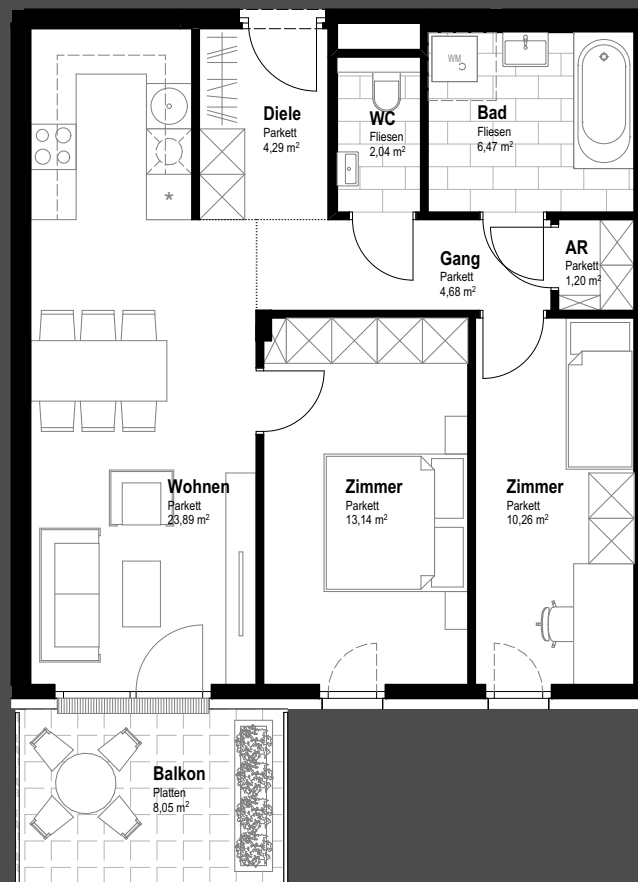 Diele
Parkett
4,29 m²
WC
Fliesen
2,04 m²
WM
Bad
Fliesen
6,47 m²
*
Gang
Parkett
4,68 m²
AR
Parkett
1,20 m²
Wohnen
Parkett
23,89 m²
Zimmer
Parkett
13,14 m²
Zimmer
Parkett
10,26 m²
Balkon
Platten
8,05 m²